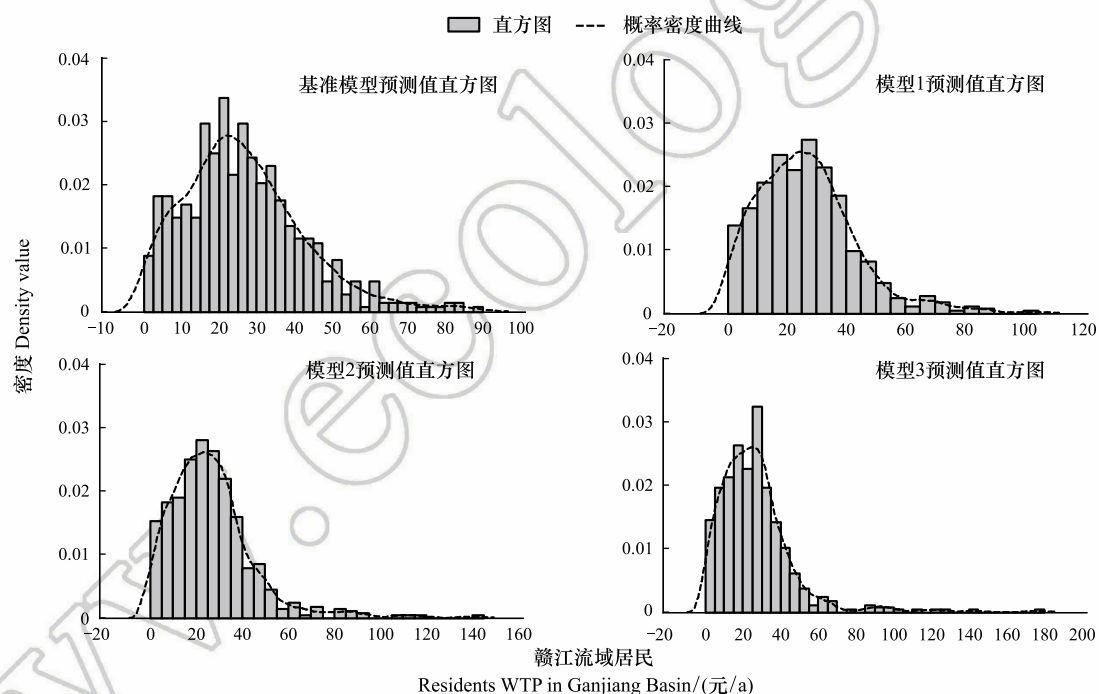 直方图 概率密度曲线
基准模型预测值直方图
0.04
0.03
0.02
0.01
0
−10 0 10 20 30 40 50 60 70 80 90 100
模型1预测值直方图
0.04
0.03
0.02
0.01
0
−20 0 20 40 60 80 100 120
密度 Density value
模型2预测值直方图
0.04
0.03
0.02
0.01
0
−20 0 20 40 60 80 100 120 140 160
模型3预测值直方图
0.04
0.03
0.02
0.01
0
−20 0 20 40 60 80 100 120 140 160 180 200
赣江流域居民
Residents WTP in Ganjiang Basin/(元/a)